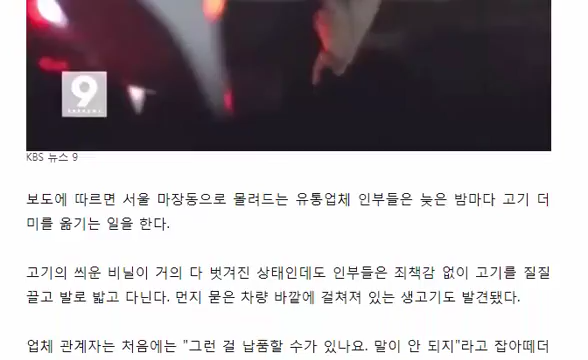 9
KBS 뉴스 9
보도에 따르면 서울 마장동으로 몰려드는 유통업체 인부들은 늦은 밤마다 고기 더
미를 옮기는 일을 한다.
고기의 씌운 비닐이 거의 다 벗겨진 상태인데도 인부들은 죄책감 없이 고기를 질질
끌고 발로 밟고 다닌다. 먼지 묻은 차량 바깥에 걸쳐져 있는 생고기도 발견됐다.
업체 관계자는 처음에는 "그런 걸 납품할 수가 있나요. 말이 안 되지"라고 잡아떼더